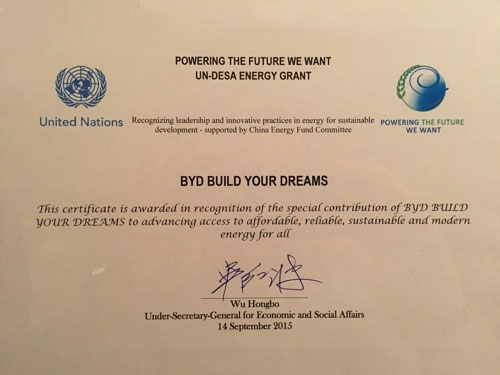 POWERING THE FUTURE WE WANT
UN-DESA ENERGY GRANT
United Nations
Recognizing leadership and innovative practices in energy for sustainable
development - supported by China Energy Fund Committee
POWERING THE FUTURE
WE WANT
BYD BUILD YOUR DREAMS
This certificate is awarded in recognition of the special contribution of BYD BUILD
YOUR DREAMS to advancing access to affordable, reliable, sustainable and modern
energy for all
吴红波
Wu Hongbo
Under-Secretary-General for Economic and Social Affairs
14 September 2015